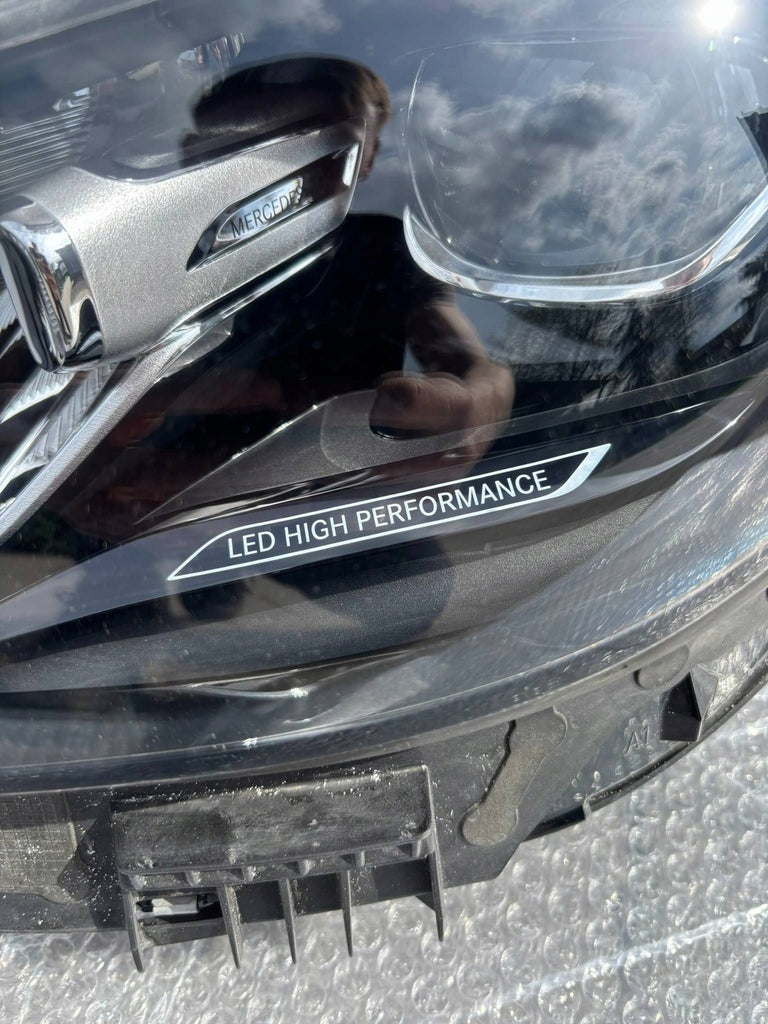 MERCEDES
LED HIGH PERFORMANCE
A1